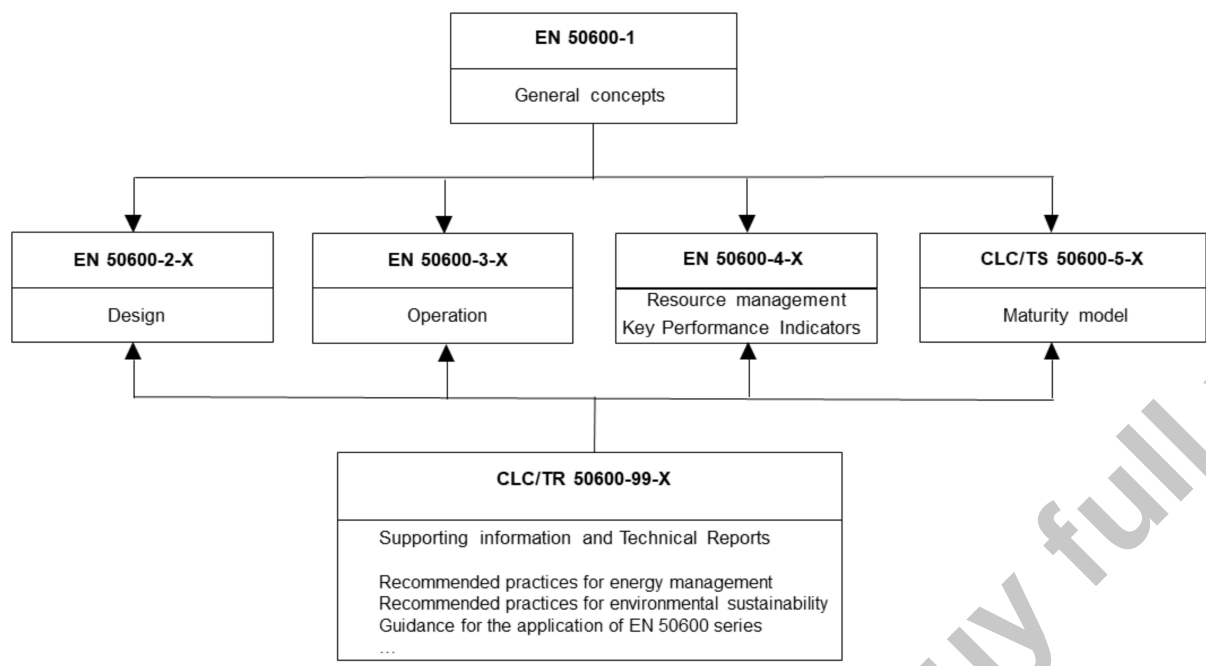 EN 50600-1
General concepts
EN 50600-2-X
Design
EN 50600-3-X
Operation
EN 50600-4-X
Resource management
Key Performance Indicators
CLC/TS 50600-5-X
Maturity model
CLC/TR 50600-99-X
Supporting information and Technical Reports
Recommended practices for energy management
Recommended practices for environmental sustainability
Guidance for the application of EN 50600 series
...
full